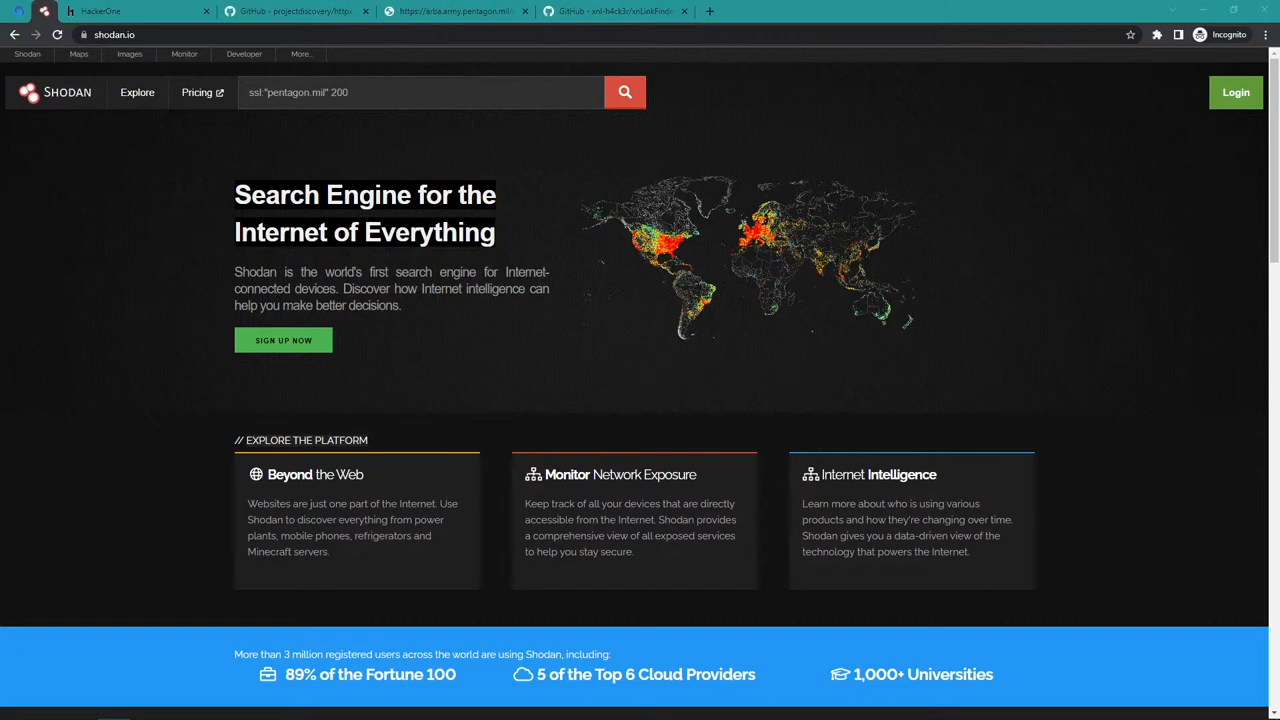 HackerOne
GitHub - projectdiscovery/httpx
https://arba.army.pentagon.mil/
GitHub - xnl-h4ck3r/xnLinkFinde
shodan.io
Incognito
Shodan
Maps
Images
Monitor
Developer
More...
SHODAN
Explore
Pricing
ssl:"pentagon.mil" 200
Login
Search Engine for the
Internet of Everything
Shodan is the world's first search engine for Internet-
connected devices. Discover how Internet intelligence can
help you make better decisions.
SIGN UP NOW
// EXPLORE THE PLATFORM
Beyond the Web
Websites are just one part of the Internet. Use
Shodan to discover everything from power
plants, mobile phones, refrigerators and
Minecraft servers.
Monitor Network Exposure
Keep track of all your devices that are directly
accessible from the Internet. Shodan provides
a comprehensive view of all exposed services
to help you stay secure.
Internet Intelligence
Learn more about who is using various
products and how they're changing over time.
Shodan gives you a data-driven view of the
technology that powers the Internet.
More than 3 million registered users across the world are using Shodan, including:
89% of the Fortune 100
5 of the Top 6 Cloud Providers
1,000+ Universities